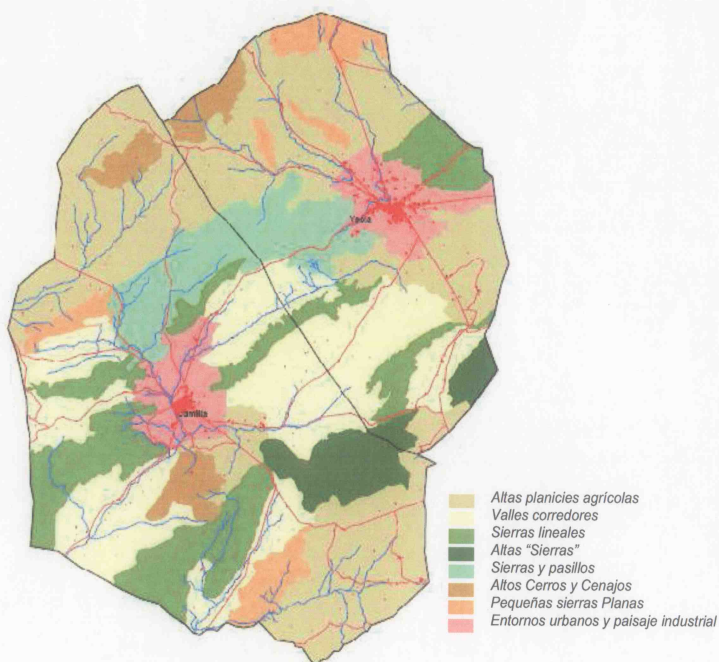 Yecla
Jumilla
Altas planicies agrícolas
Valles corredores
Sierras lineales
Altas "Sierras"
Sierras y pasillos
Altos Cerros y Cenajos
Pequeñas sierras Planas
Entornos urbanos y paisaje industrial